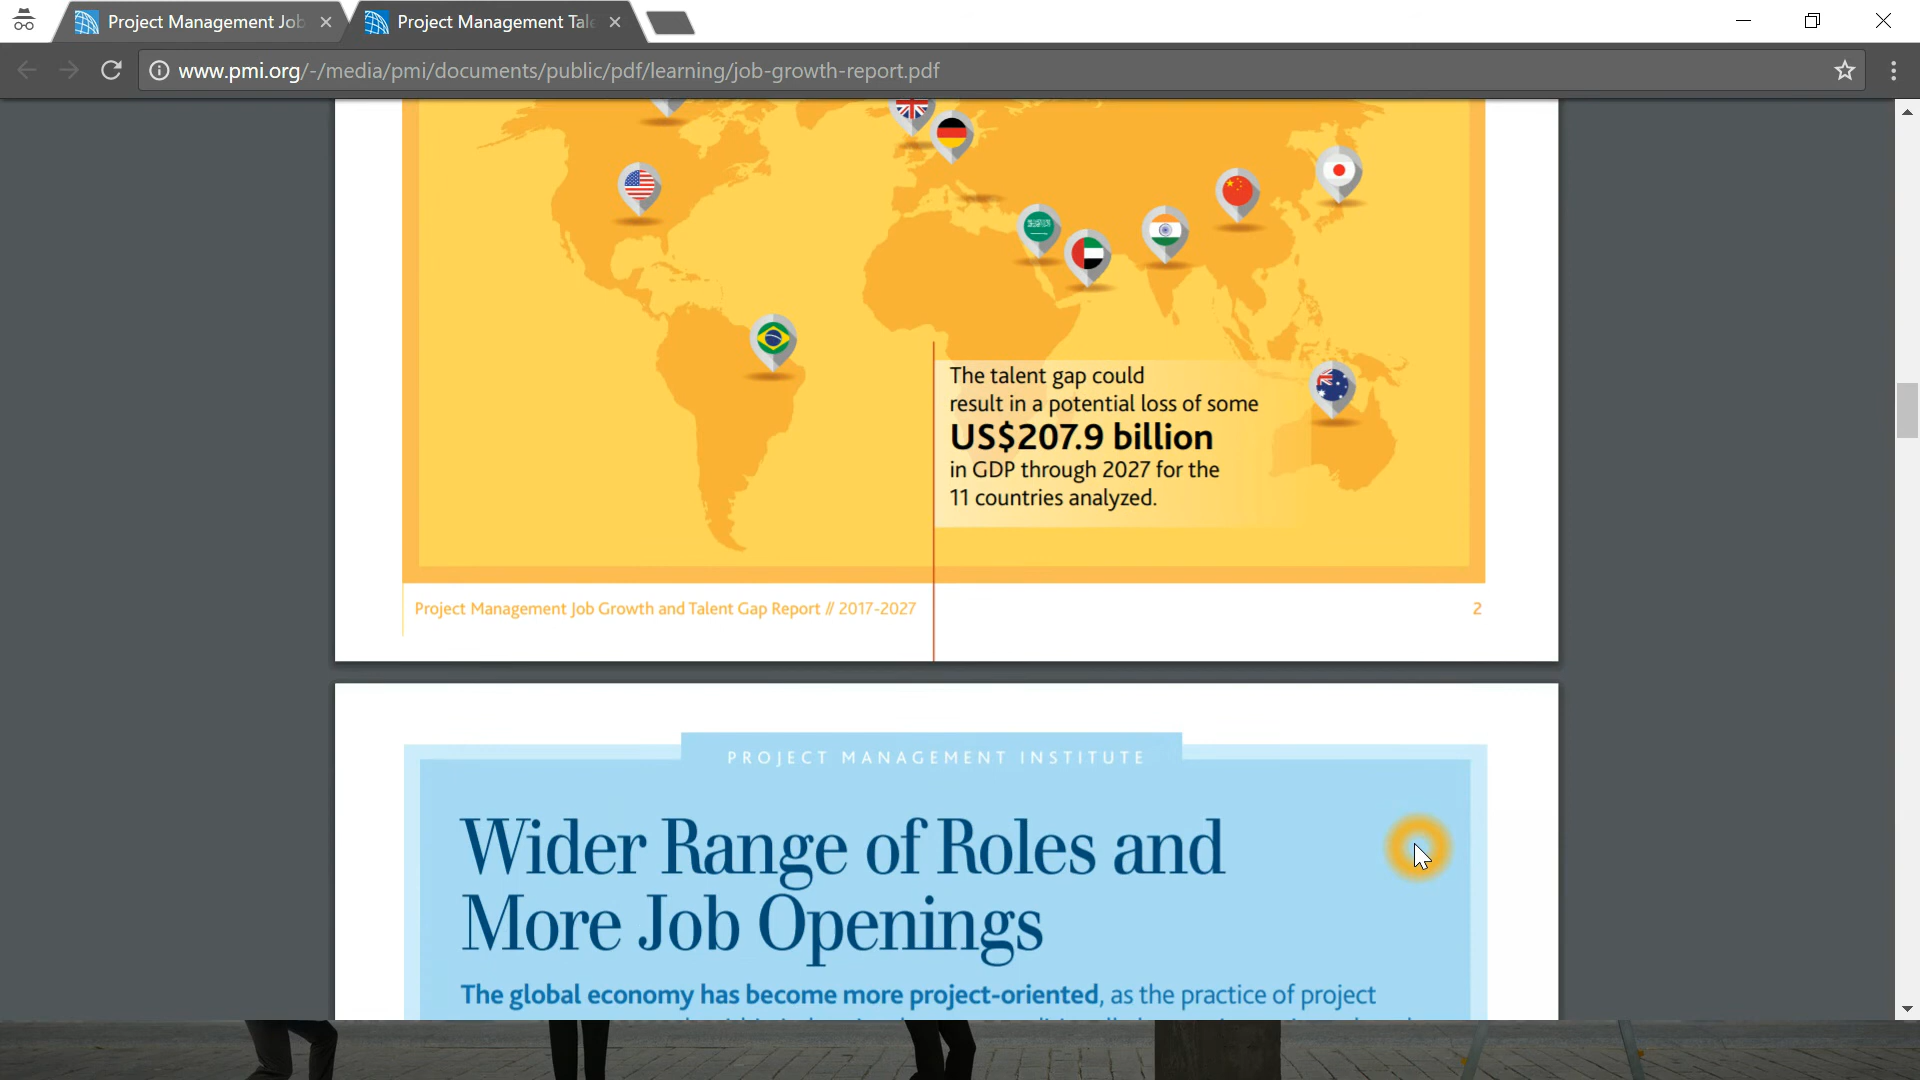 Project Management Job
Project Management Tal
www.pmi.org/-/media/pmi/documents/public/pdf/learning/job-growth-report.pdf
The talent gap could
result in a potential loss of some
US$207.9 billion
in GDP through 2027 for the
11 countries analyzed.
Project Management Job Growth and Talent Gap Report // 2017-2027
2
PROJECT MANAGEMENT INSTITUTE
Wider Range of Roles and
More Job Openings
The global economy has become more project-oriented, as the practice of project